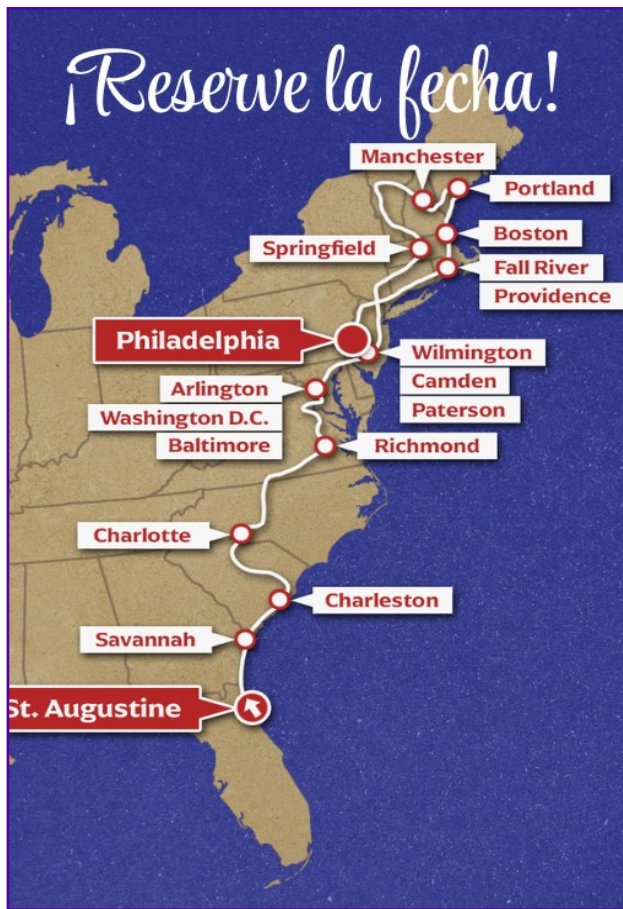 ¡Reserve la fecha!
Manchester
Portland
Boston
Springfield
Fall River
Providence
Philadelphia
Wilmington
Arlington
Camden
Washington D.C.
Paterson
Baltimore
Richmond
Charlotte
Charleston
Savannah
St. Augustine